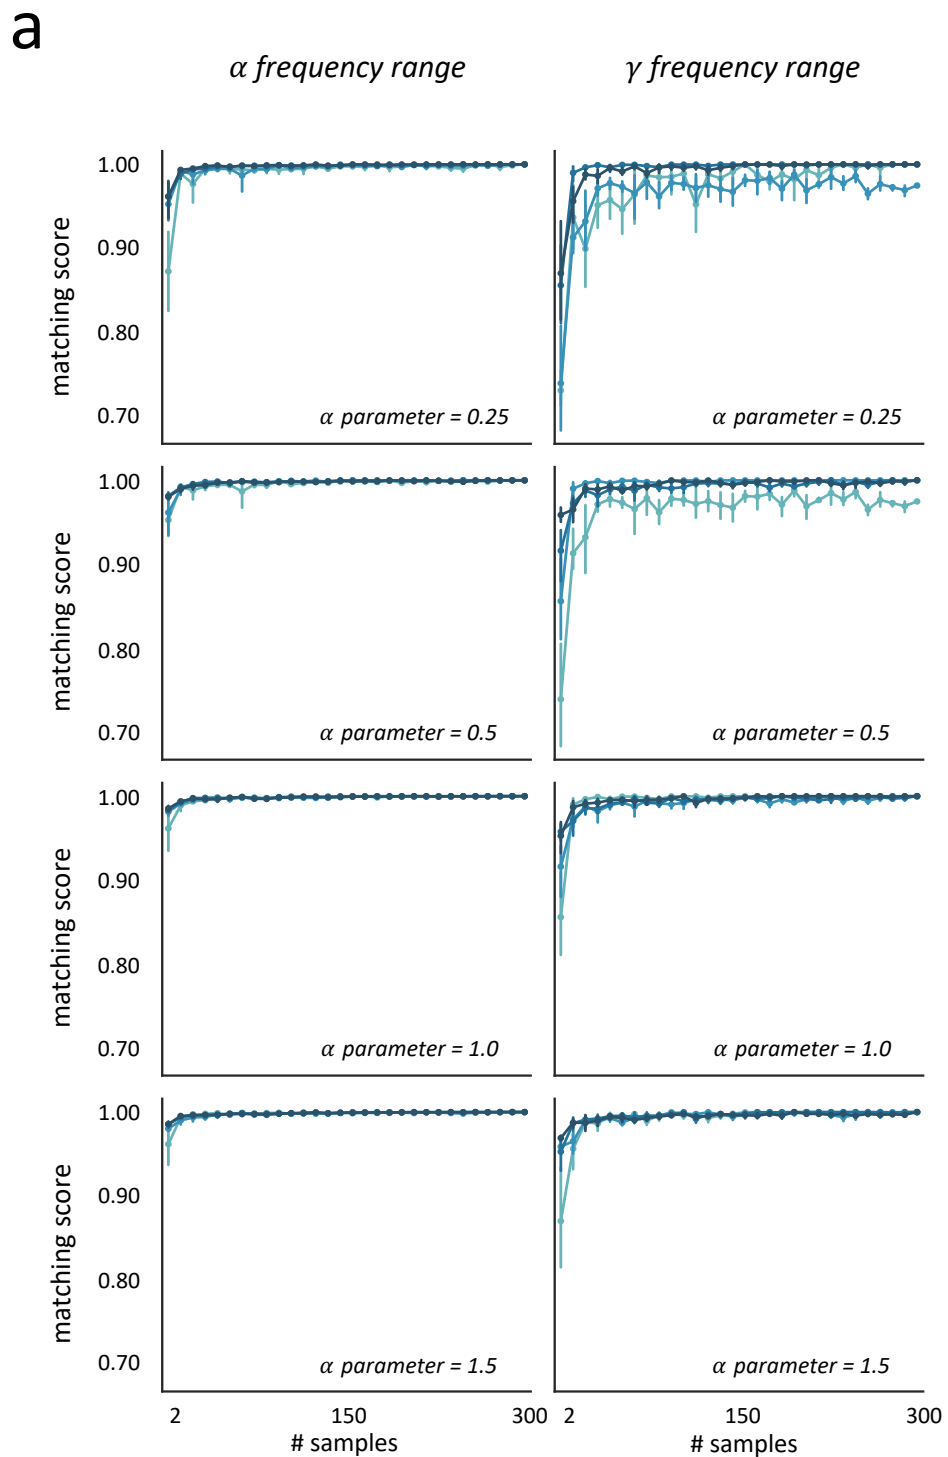 a
α frequency range
γ frequency range
matching score
1.00
0.90
0.80
0.70
α parameter = 0.25
α parameter = 0.25
matching score
1.00
0.90
0.80
0.70
α parameter = 0.5
α parameter = 0.5
matching score
1.00
0.90
0.80
0.70
α parameter = 1.0
α parameter = 1.0
matching score
1.00
0.90
0.80
0.70
α parameter = 1.5
α parameter = 1.5
2 150 300
2 150 300
# samples
# samples